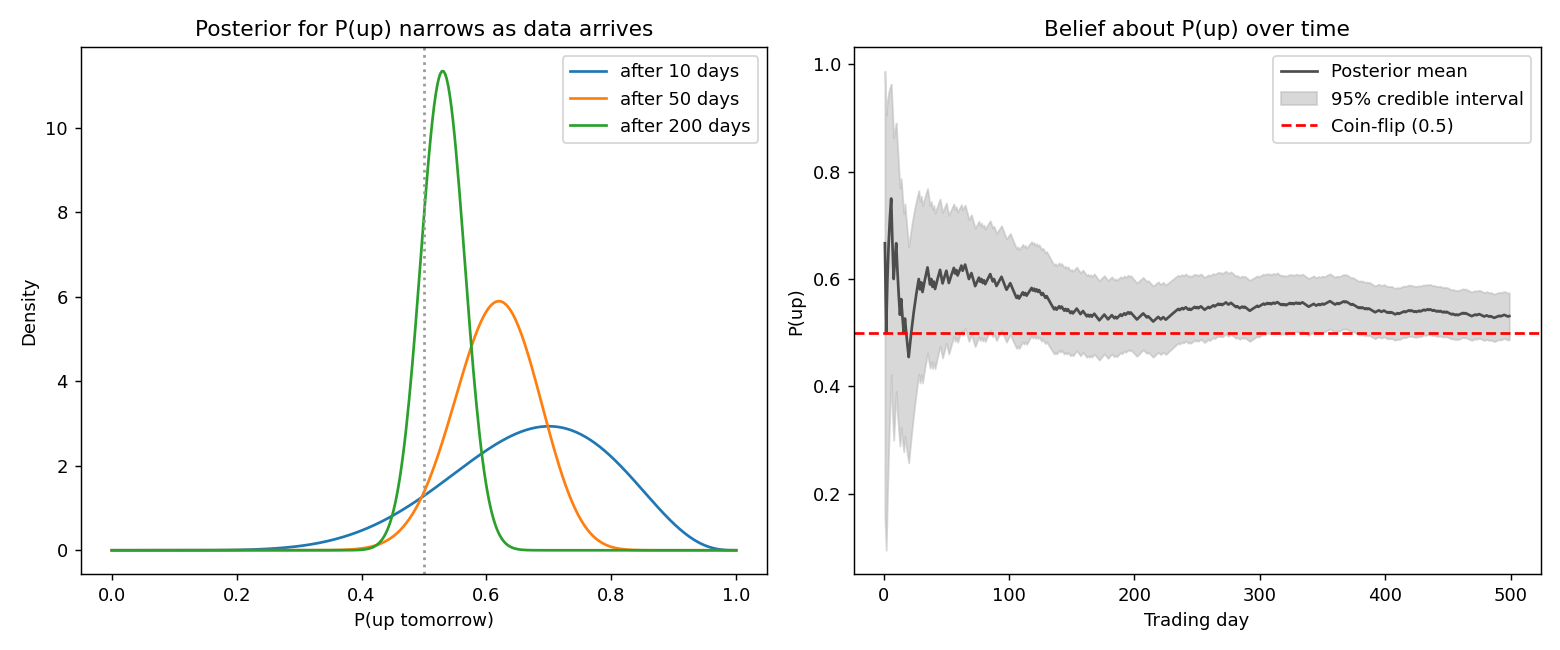 Posterior for P(up) narrows as data arrives
after 10 days
after 50 days
after 200 days
10
8
6
4
2
0
Density
0.0 0.2 0.4 0.6 0.8 1.0
P(up tomorrow)
Belief about P(up) over time
Posterior mean
95% credible interval
Coin-flip (0.5)
1.0
0.8
0.6
0.4
0.2
P(up)
0 100 200 300 400 500
Trading day